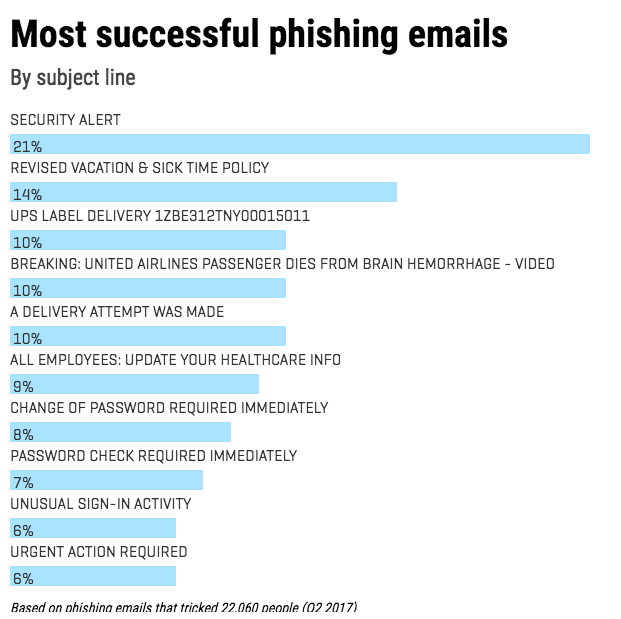 Most successful phishing emails
By subject line
SECURITY ALERT
21%
REVISED VACATION & SICK TIME POLICY
14%
UPS LABEL DELIVERY 1ZBE312TNY00015011
10%
BREAKING: UNITED AIRLINES PASSENGER DIES FROM BRAIN HEMORRHAGE - VIDEO
10%
A DELIVERY ATTEMPT WAS MADE
10%
ALL EMPLOYEES: UPDATE YOUR HEALTHCARE INFO
9%
CHANGE OF PASSWORD REQUIRED IMMEDIATELY
8%
PASSWORD CHECK REQUIRED IMMEDIATELY
7%
UNUSUAL SIGN-IN ACTIVITY
6%
URGENT ACTION REQUIRED
6%
Based on phishing emails that tricked 22,060 people (Q2 2017)